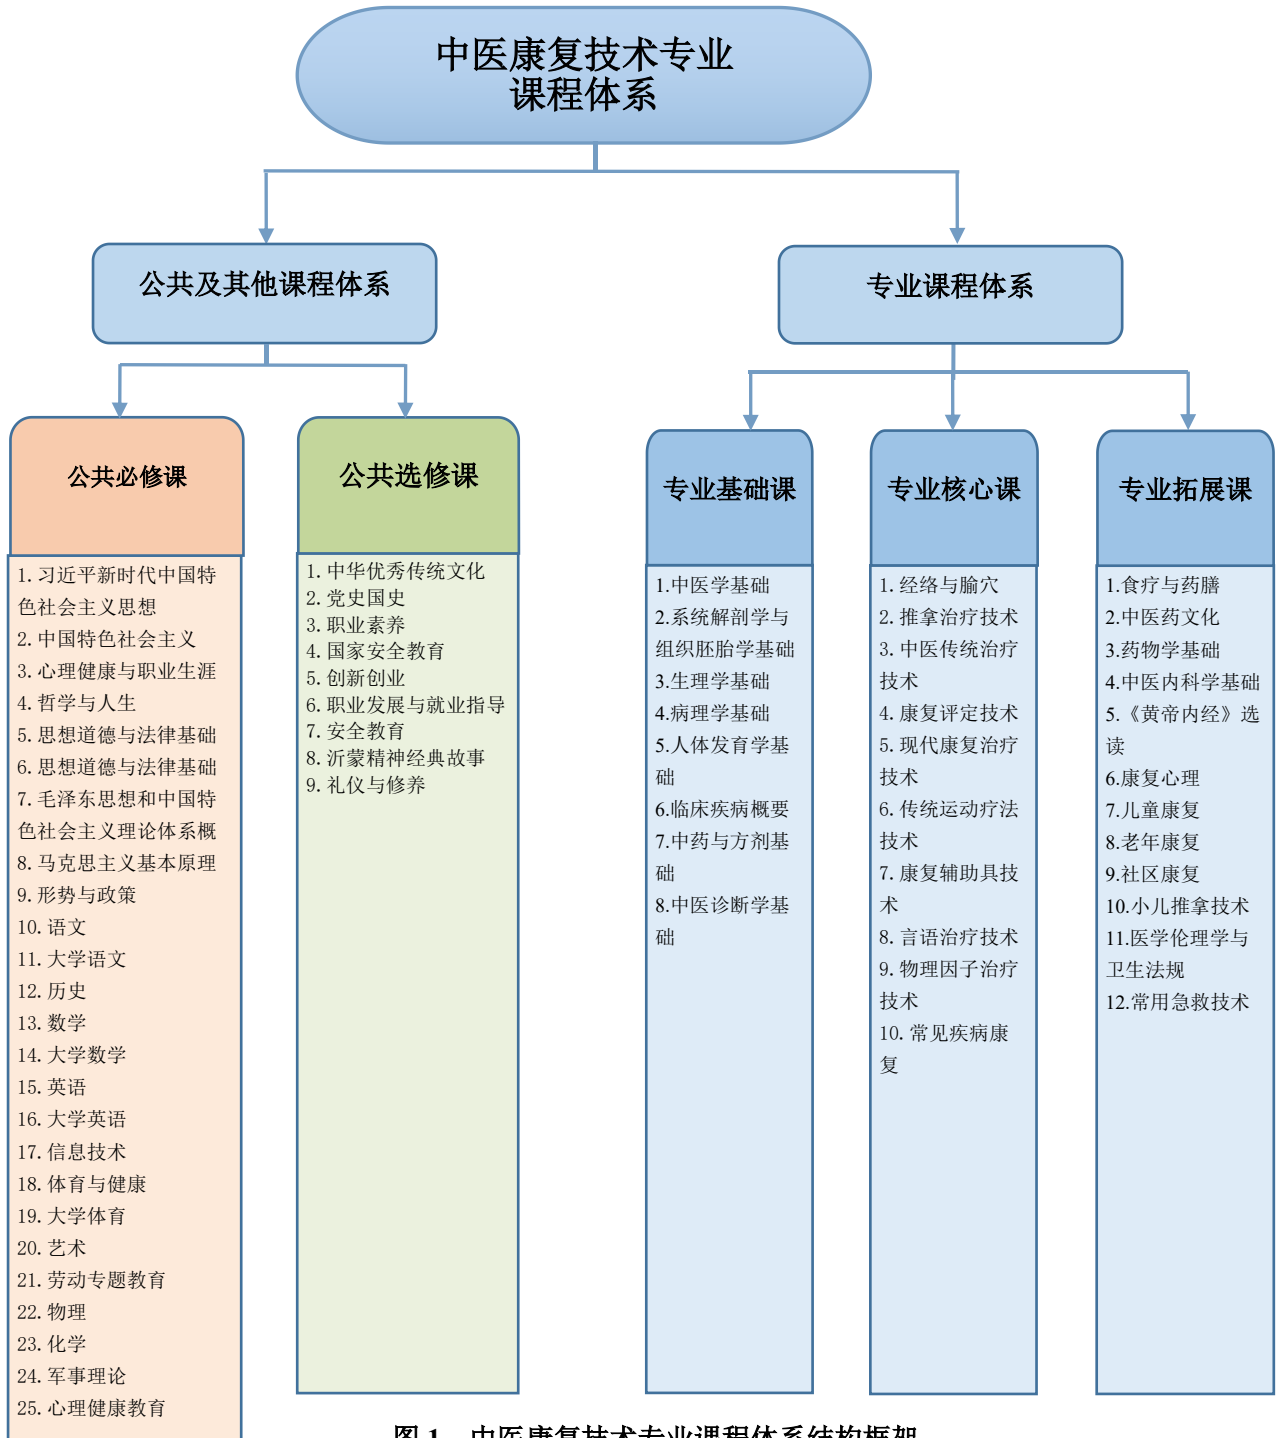 中医康复技术专业
课程体系
公共及其他课程体系
专业课程体系
公共必修课
1. 习近平新时代中国特
色社会主义思想
2. 中国特色社会主义
3. 心理健康与职业生涯
4. 哲学与人生
5. 思想道德与法律基础
6. 思想道德与法律基础
7. 毛泽东思想和中国特
色社会主义理论体系概
8. 马克思主义基本原理
9. 形势与政策
10. 语文
11. 大学语文
12. 历史
13. 数学
14. 大学数学
15. 英语
16. 大学英语
17. 信息技术
18. 体育与健康
19. 大学体育
20. 艺术
21. 劳动专题教育
22. 物理
23. 化学
24. 军事理论
25. 心理健康教育
公共选修课
1. 中华优秀传统文化
2. 党史国史
3. 职业素养
4. 国家安全教育
5. 创新创业
6. 职业发展与就业指导
7. 安全教育
8. 沂蒙精神经典故事
9. 礼仪与修养
专业基础课
1.中医学基础
2.系统解剖学与
组织胚胎学基础
3.生理学基础
4.病理学基础
5.人体发育学基
础
6.临床疾病概要
7.中药与方剂基
础
8.中医诊断学基
础
专业核心课
1. 经络与腧穴
2. 推拿治疗技术
3. 中医传统治疗
技术
4. 康复评定技术
5. 现代康复治疗
技术
6. 传统运动疗法
技术
7. 康复辅助具技
术
8. 言语治疗技术
9. 物理因子治疗
技术
10. 常见疾病康
复
专业拓展课
1.食疗与药膳
2.中医药文化
3.药物学基础
4.中医内科学基础
5.《黄帝内经》选
读
6.康复心理
7.儿童康复
8.老年康复
9.社区康复
10.小儿推拿技术
11.医学伦理学与
卫生法规
12.常用急救技术
图 1 中医康复技术专业课程体系结构框架